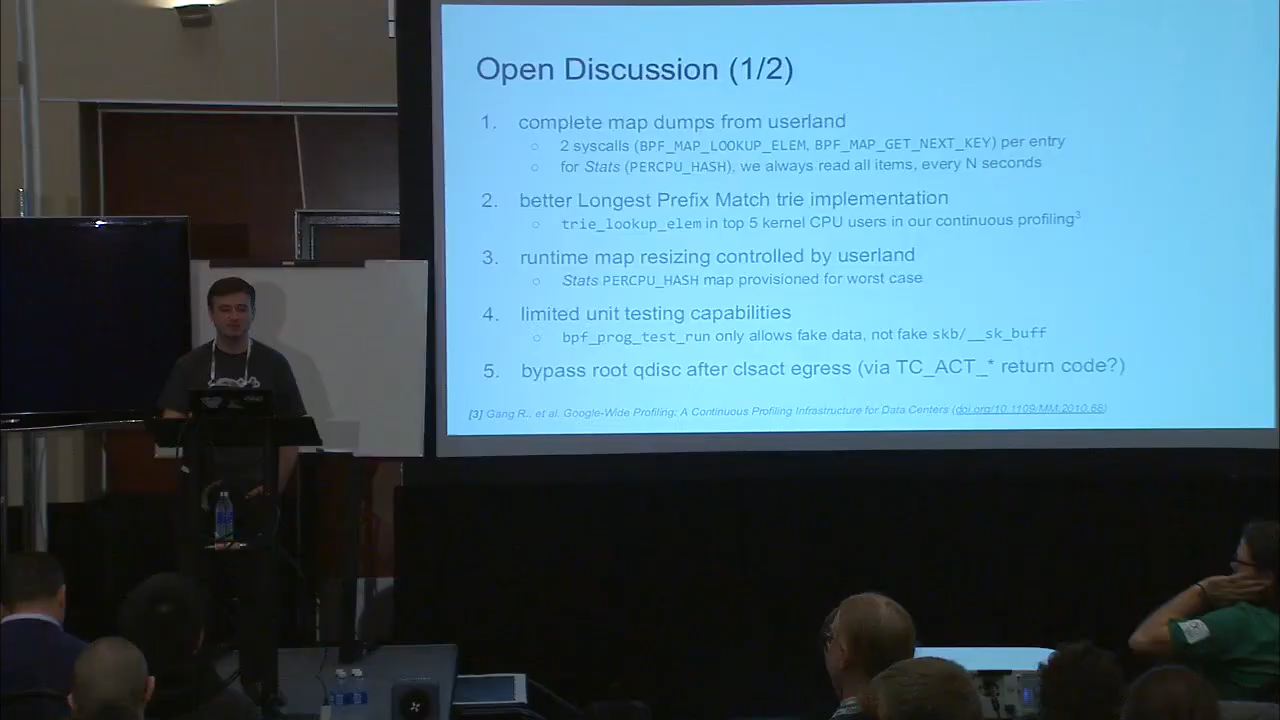 Open Discussion (1/2)
1. complete map dumps from userland
○ 2 syscalls (BPF_MAP_LOOKUP_ELEM, BPF_MAP_GET_NEXT_KEY) per entry
○ for Stats (PERCPU_HASH), we always read all items, every N seconds
2. better Longest Prefix Match trie implementation
○ trie_lookup_elem in top 5 kernel CPU users in our continuous profiling3
3. runtime map resizing controlled by userland
○ Stats PERCPU_HASH map provisioned for worst case
4. limited unit testing capabilities
○ bpf_prog_test_run only allows fake data, not fake skb/__sk_buff
5. bypass root qdisc after clsact egress (via TC_ACT_* return code?)
[3] Gang R., et al. Google-Wide Profiling: A Continuous Profiling Infrastructure for Data Centers (doi.org/10.1109/MM.2010.68)